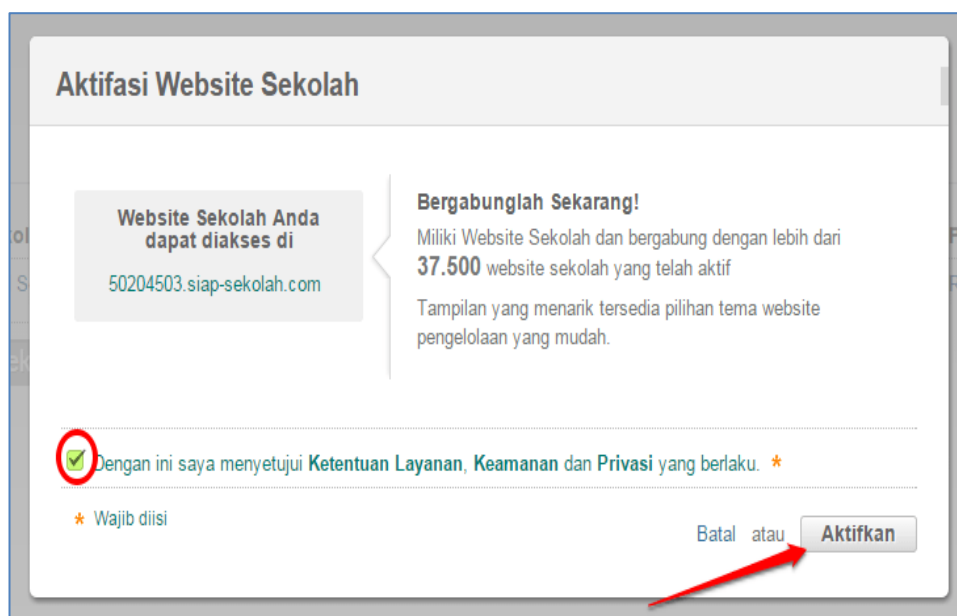 Aktifasi Website Sekolah
Website Sekolah Anda
dapat diakses di
50204503.siap-sekolah.com
Bergabunglah Sekarang!
Miliki Website Sekolah dan bergabung dengan lebih dari
37.500 website sekolah yang telah aktif
Tampilan yang menarik tersedia pilihan tema website
pengelolaan yang mudah.
Dengan ini saya menyetujui Ketentuan Layanan, Keamanan dan Privasi yang berlaku. *
* Wajib diisi
Batal atau Aktifkan